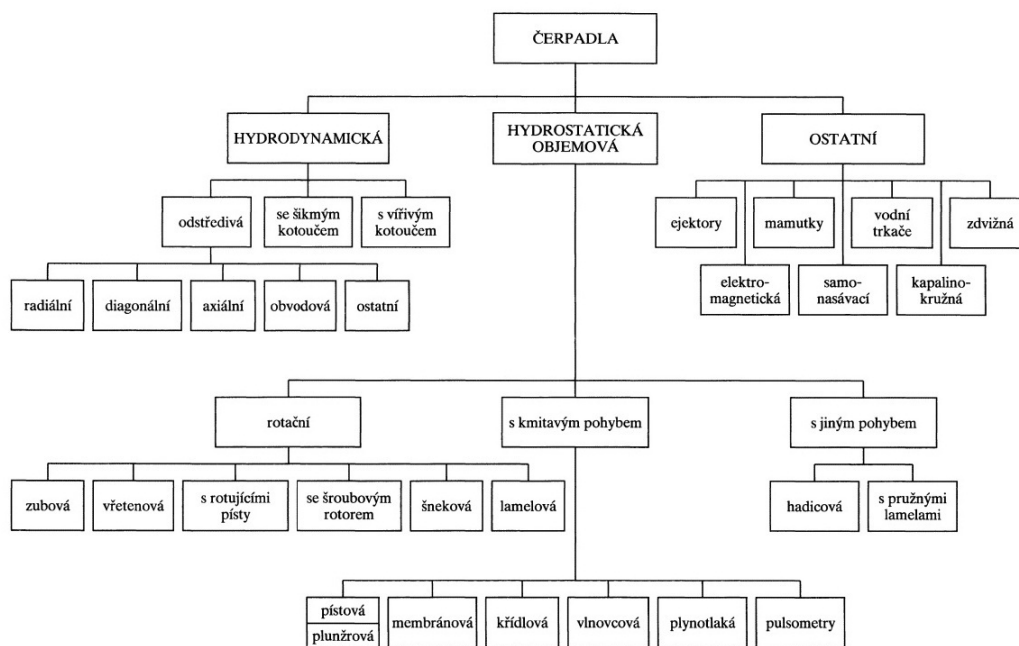 ČERPADLA
HYDRODYNAMICKÁ
HYDROSTATICKÁ
OBJEMOVÁ
OSTATNÍ
odstředivá
se šikmým
kotoučem
s vířivým
kotoučem
ejektory
mamutky
vodní
trkače
zdvižná
radiální
diagonální
axiální
obvodová
ostatní
elektro-
magnetická
samo-
nasávací
kapalino-
kružná
rotační
s kmitavým pohybem
s jiným pohybem
zubová
vřetenová
s rotujícími
písty
se šroubovým
rotorem
šneková
lamelová
hadicová
s pružnými
lamelami
pístová
plunžrová
membránová
křídlová
vlnovcová
plynotlaká
pulsometry